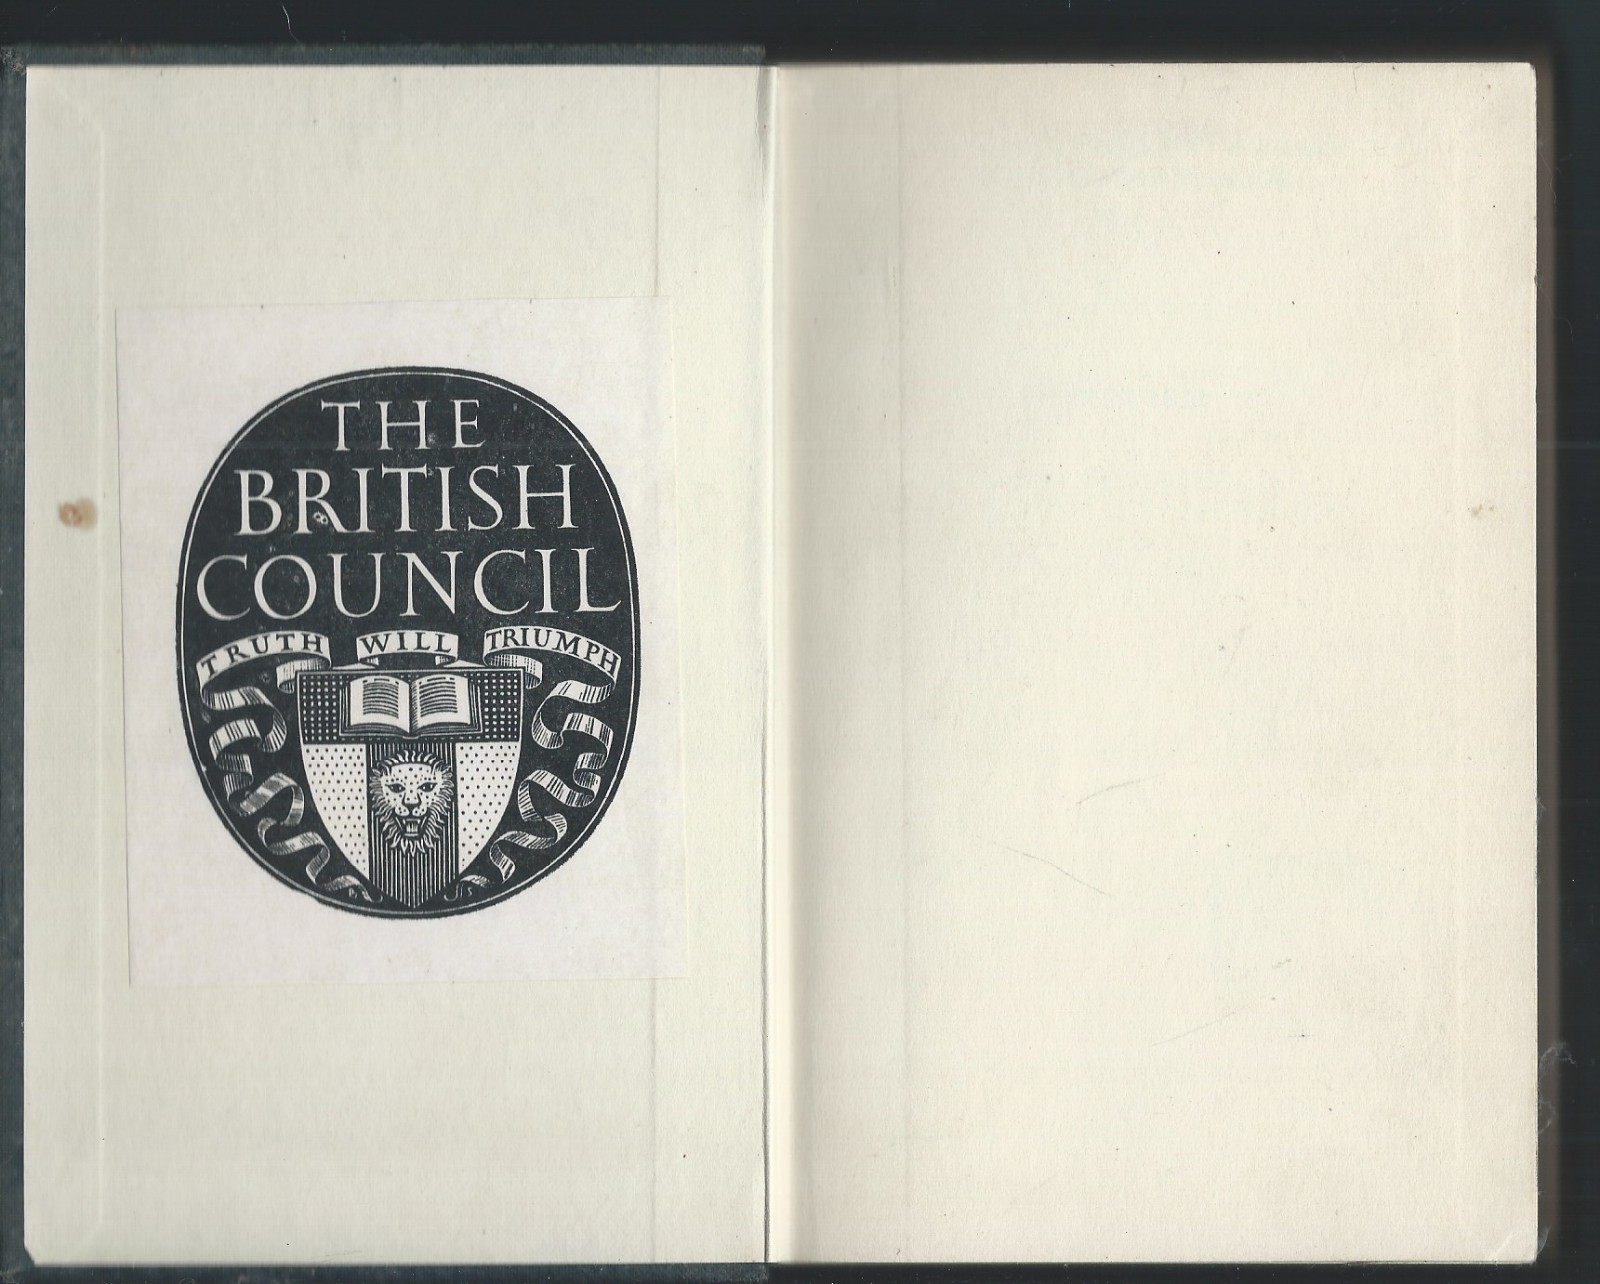 THE
BRITISH
COUNCIL
TRUTH WILL TRIUMPH